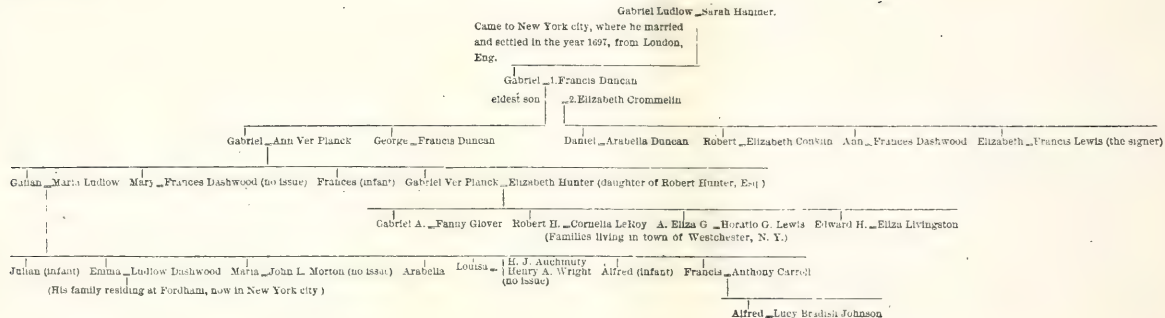 Gabriel Ludlow Sarah Hanmer.
Came to New York city, where he married
and settled in the year 1697, from London,
Eng.
Gabriel 1. Francis Duncan
eldest son 2. Elizabeth Crommelin
Gabriel Ann Ver Planck George Francis Duncan Daniel Arabella Duncan Robert Elizabeth Conklin Ann Frances Dashwood Elizabeth Francis Lewis (the signer)
Gulian Maria Ludlow Mary Frances Dashwood (no issue) Frances (infant) Gabriel Ver Planck Elizabeth Hunter (daughter of Robert Hunter, Esq)
Gabriel A. Fanny Glover Robert H. Cornelia LeRoy A. Eliza G Horatio G. Lewis Edward H. Eliza Livingston
(Families living in town of Westchester, N. Y.)
Julian (infant) Emma Ludlow Dashwood Maria John L. Morton (no issue) Arabella Louisa H. J. Auchmuty Alfred (infant) Francis Anthony Carroll
Henry A. Wright
(no issue)
(His family residing at Fordham, now in New York city)
Alfred Lucy Bradish Johnson